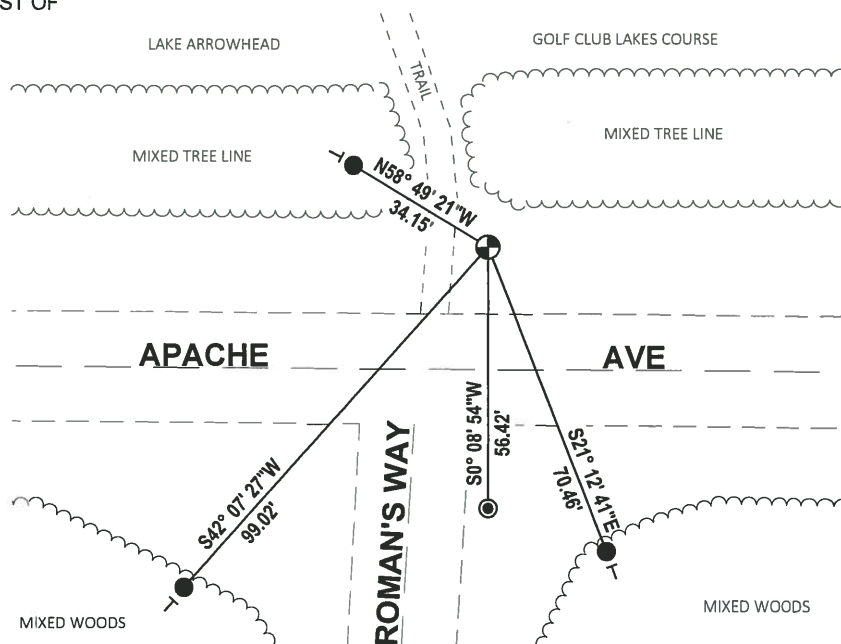 ST OF
LAKE ARROWHEAD
GOLF CLUB LAKES COURSE
TRAIL
MIXED TREE LINE
MIXED TREE LINE
T
N58° 49' 21"W
34.15'
APACHE
AVE
S0° 08' 54"W
56.42'
S21° 12' 41"E
70.46'
S42° 07' 27"W
99.02'
ROMAN'S WAY
T
T
MIXED WOODS
MIXED WOODS